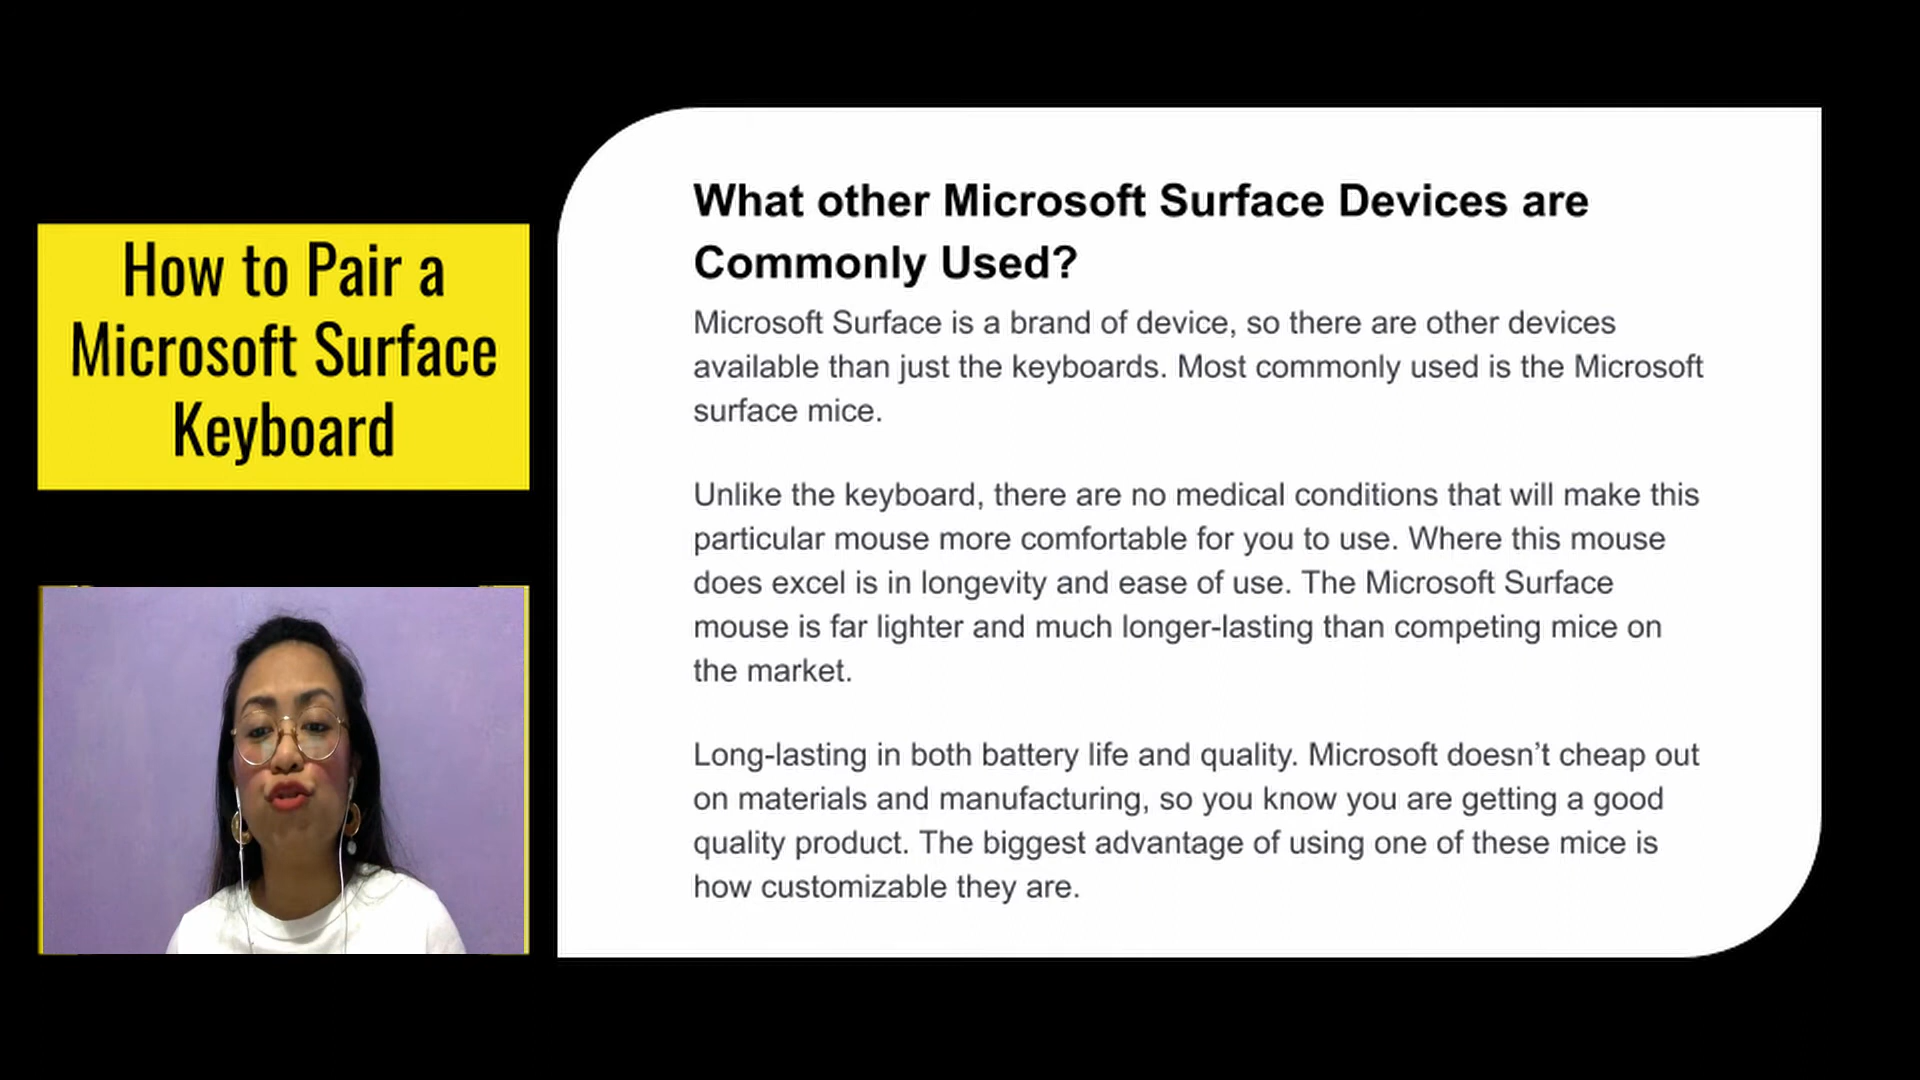 How to Pair a
Microsoft Surface
Keyboard
What other Microsoft Surface Devices are
Commonly Used?
Microsoft Surface is a brand of device, so there are other devices
available than just the keyboards. Most commonly used is the Microsoft
surface mice.
Unlike the keyboard, there are no medical conditions that will make this
particular mouse more comfortable for you to use. Where this mouse
does excel is in longevity and ease of use. The Microsoft Surface
mouse is far lighter and much longer-lasting than competing mice on
the market.
Long-lasting in both battery life and quality. Microsoft doesn’t cheap out
on materials and manufacturing, so you know you are getting a good
quality product. The biggest advantage of using one of these mice is
how customizable they are.